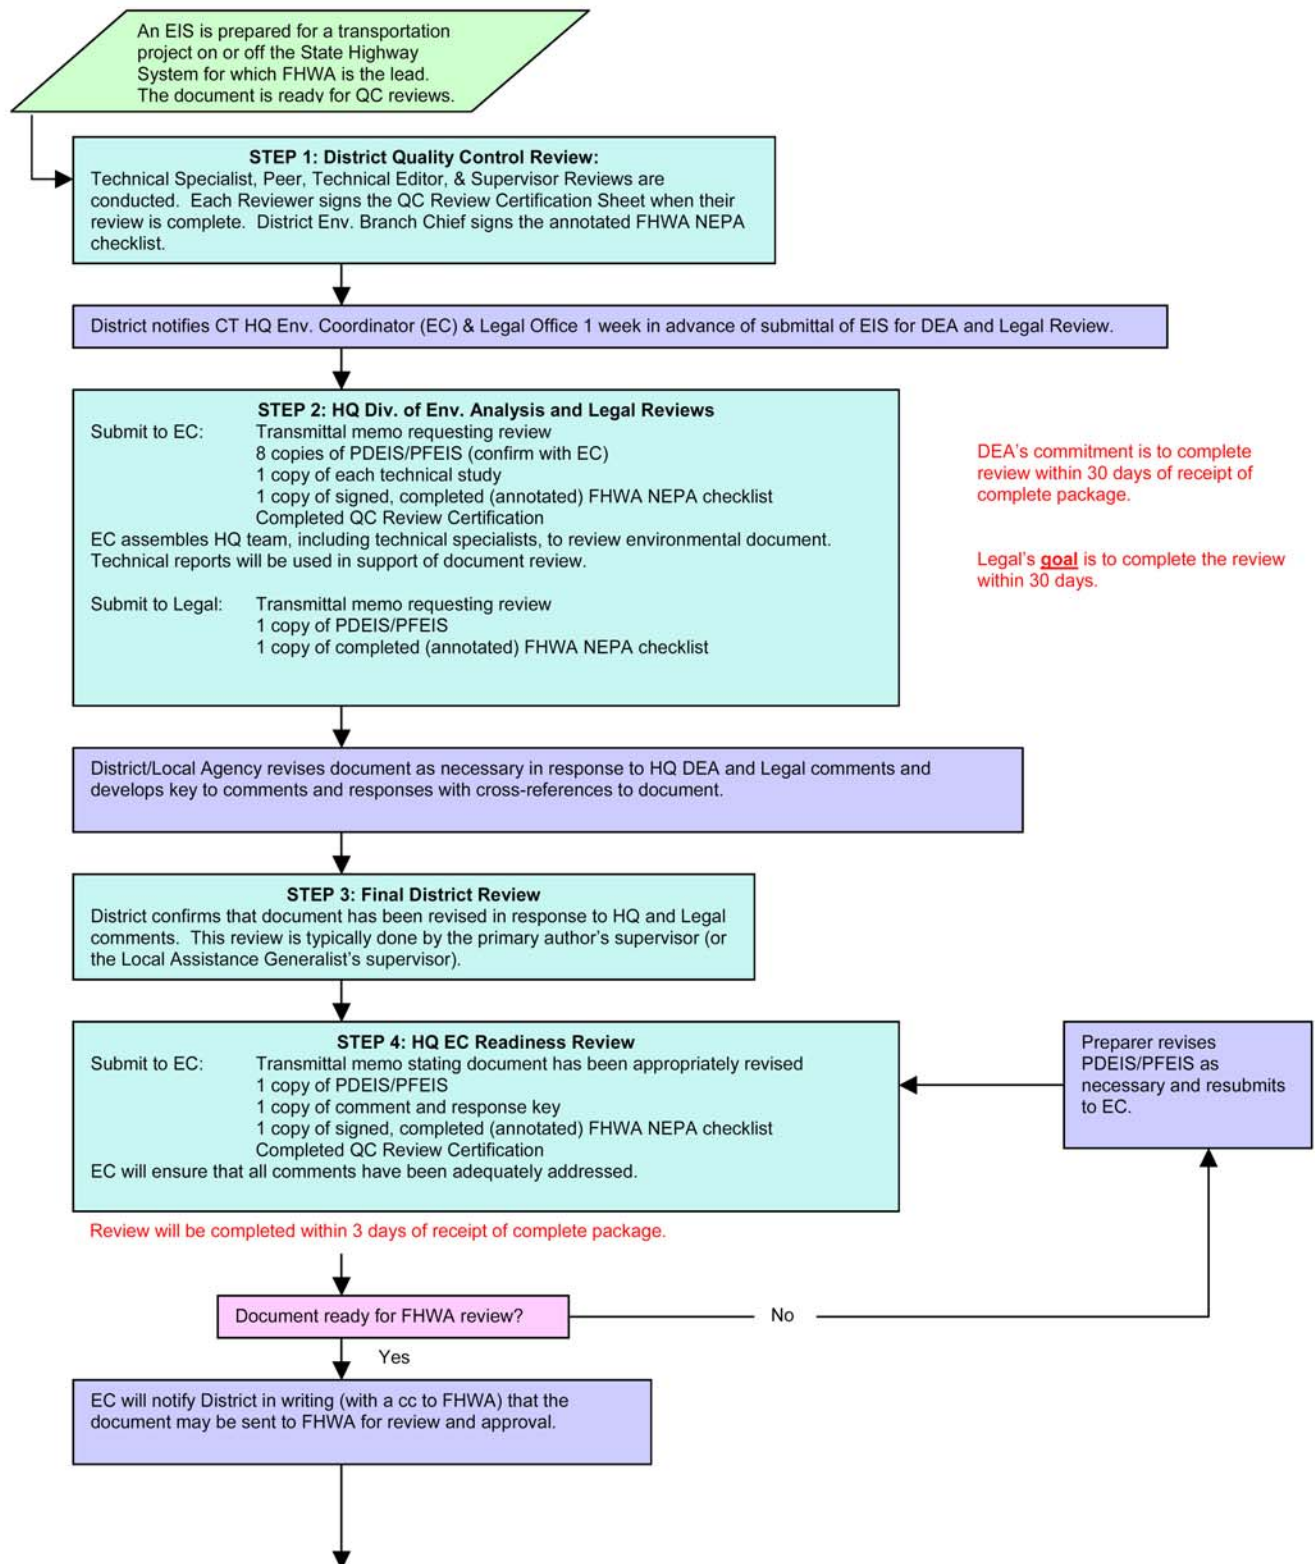 An EIS is prepared for a transportation
project on or off the State Highway
System for which FHWA is the lead.
The document is ready for QC reviews.
STEP 1: District Quality Control Review:
Technical Specialist, Peer, Technical Editor, & Supervisor Reviews are
conducted. Each Reviewer signs the QC Review Certification Sheet when their
review is complete. District Env. Branch Chief signs the annotated FHWA NEPA
checklist.
District notifies CT HQ Env. Coordinator (EC) & Legal Office 1 week in advance of submittal of EIS for DEA and Legal Review.
STEP 2: HQ Div. of Env. Analysis and Legal Reviews
Submit to EC: Transmittal memo requesting review
8 copies of PDEIS/PFEIS (confirm with EC)
1 copy of each technical study
1 copy of signed, completed (annotated) FHWA NEPA checklist
Completed QC Review Certification
EC assembles HQ team, including technical specialists, to review environmental document.
Technical reports will be used in support of document review.
Submit to Legal: Transmittal memo requesting review
1 copy of PDEIS/PFEIS
1 copy of completed (annotated) FHWA NEPA checklist
DEA's commitment is to complete
review within 30 days of receipt of
complete package.
Legal's goal is to complete the review
within 30 days.
District/Local Agency revises document as necessary in response to HQ DEA and Legal comments and
develops key to comments and responses with cross-references to document.
STEP 3: Final District Review
District confirms that document has been revised in response to HQ and Legal
comments. This review is typically done by the primary author's supervisor (or
the Local Assistance Generalist's supervisor).
STEP 4: HQ EC Readiness Review
Submit to EC: Transmittal memo stating document has been appropriately revised
1 copy of PDEIS/PFEIS
1 copy of comment and response key
1 copy of signed, completed (annotated) FHWA NEPA checklist
Completed QC Review Certification
EC will ensure that all comments have been adequately addressed.
Preparer revises
PDEIS/PFEIS as
necessary and resubmits
to EC.
Review will be completed within 3 days of receipt of complete package.
Document ready for FHWA review?
No
Yes
EC will notify District in writing (with a cc to FHWA) that the
document may be sent to FHWA for review and approval.